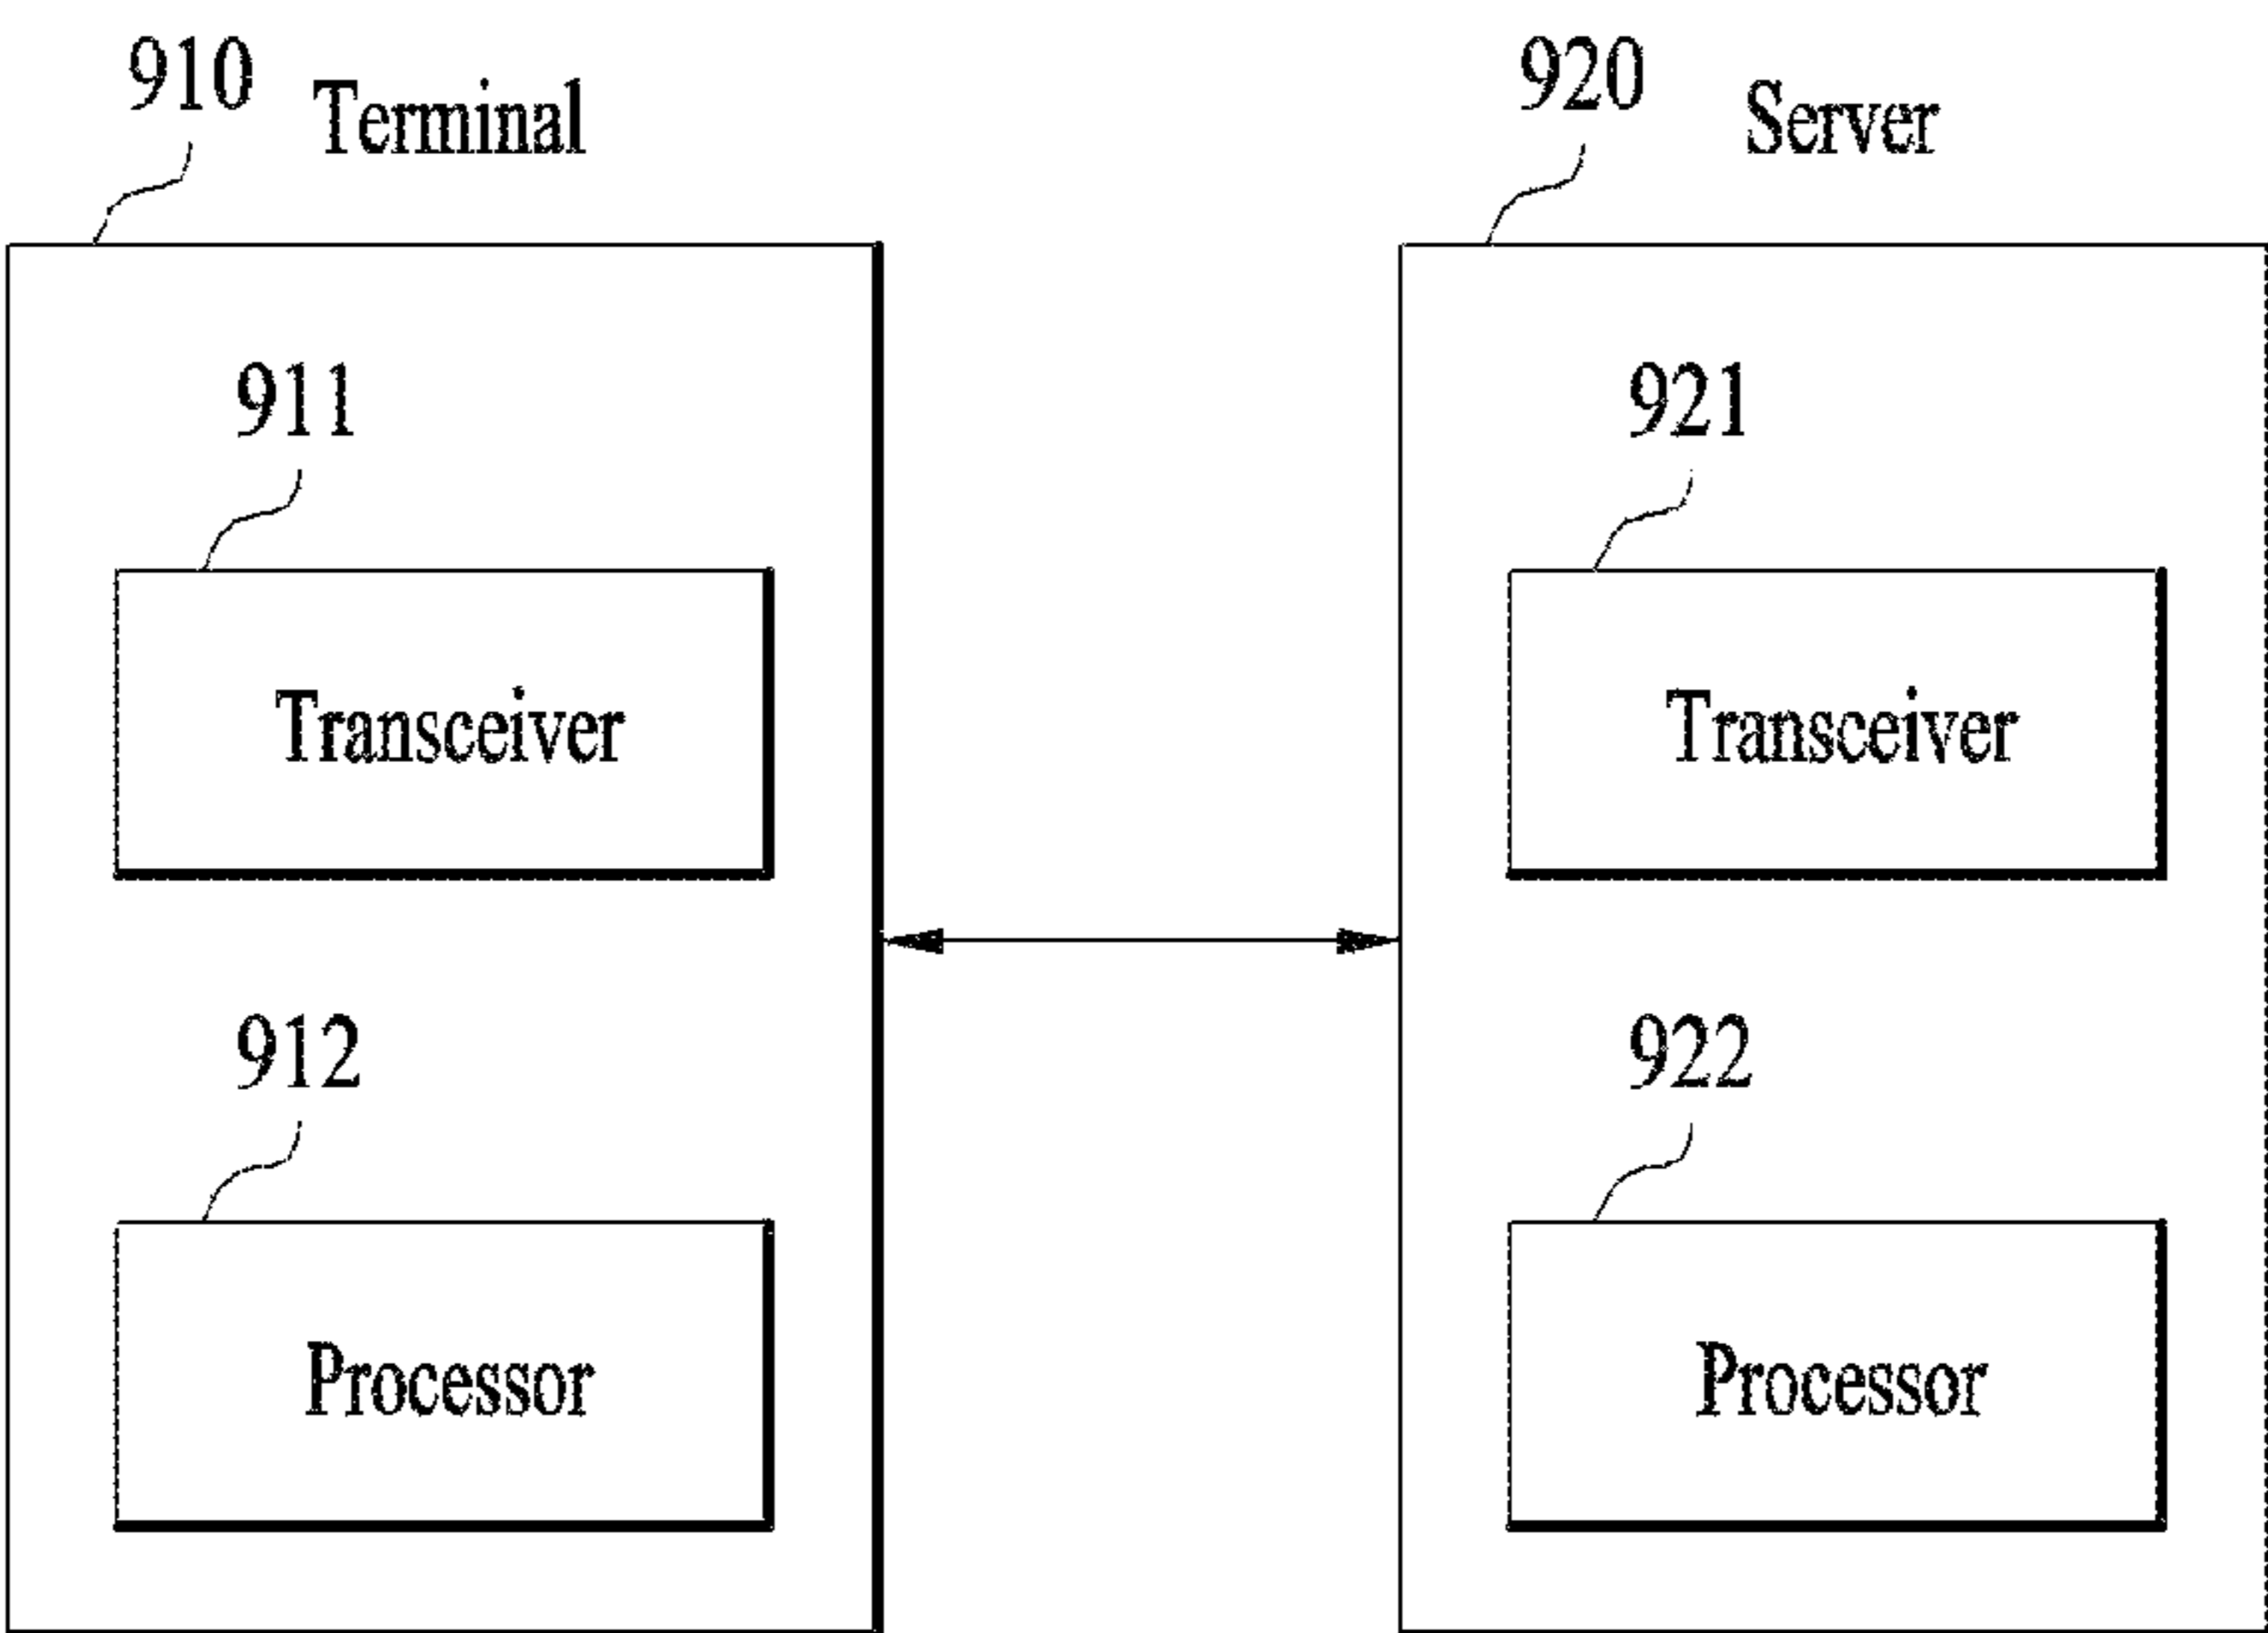 910 Terminal
920 Server
911
921
Transceiver
Transceiver
912
922
Processor
Processor